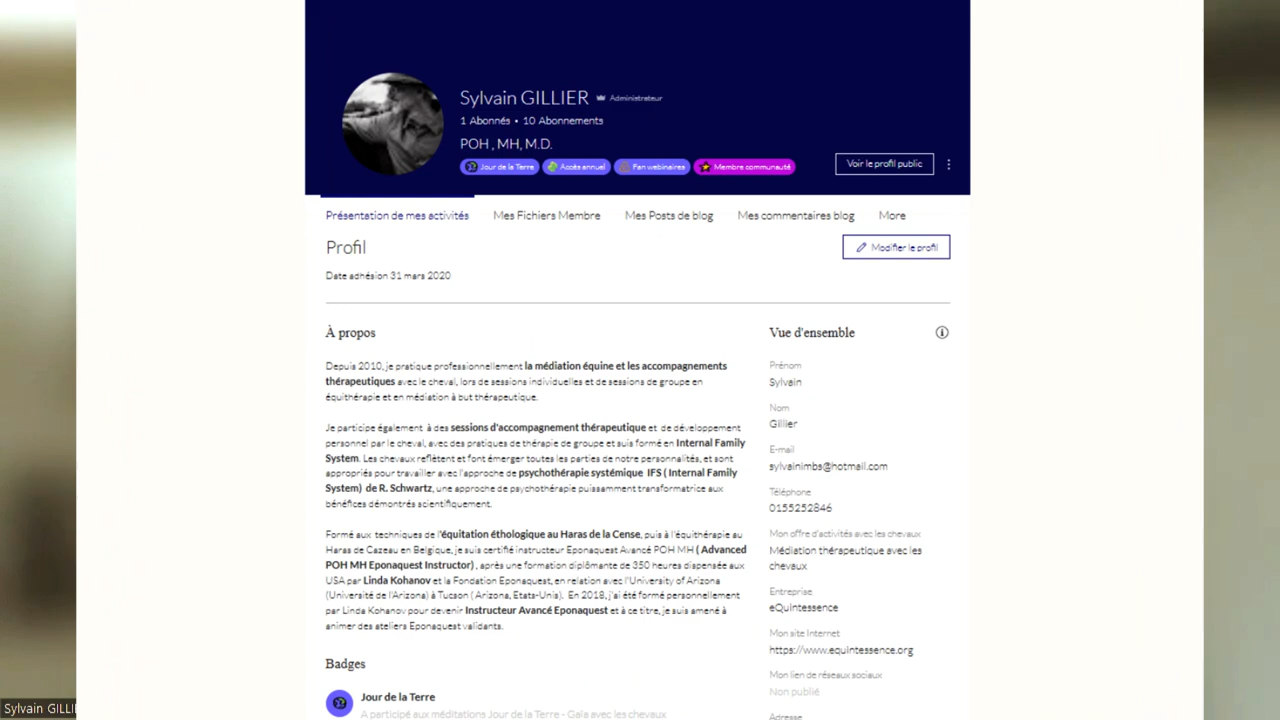 Sylvain GILLIER Administrateur
1 Abonnés • 10 Abonnements
POH , MH, M.D.
Jour de la Terre Accès annuel Fan webinaires Membre communauté
Voir le profil public
Présentation de mes activités Mes Fichiers Membre Mes Posts de blog Mes commentaires blog More
Profil
Modifier le profil
Date adhésion 31 mars 2020
À propos
Depuis 2010, je pratique professionnellement la médiation équine et les accompagnements
thérapeutiques avec le cheval, lors de sessions individuelles et de sessions de groupe en
équithérapie et en médiation à but thérapeutique.
Je participe également à des sessions d'accompagnement thérapeutique et de développement
personnel par le cheval, avec des pratiques de thérapie de groupe et suis formé en Internal Family
System. Les chevaux reflètent et font émerger toutes les parties de notre personnalités, et sont
appropriés pour travailler avec l'approche de psychothérapie systémique IFS ( Internal Family
System) de R. Schwartz, une approche de psychothérapie puissamment transformatrice aux
bénéfices démontrés scientifiquement.
Formé aux techniques de l'équitation éthologique au Haras de la Cense, puis à l'équithérapie au
Haras de Cazeau en Belgique, je suis certifié instructeur Eponaquest Avancé POH MH ( Advanced
POH MH Eponaquest Instructor) , après une formation diplômante de 350 heures dispensée aux
USA par Linda Kohanov et la Fondation Eponaquest, en relation avec l'University of Arizona
(Université de l'Arizona) à Tucson ( Arizona, Etats-Unis). En 2018, j'ai été formé personnellement
par Linda Kohanov pour devenir Instructeur Avancé Eponaquest et à ce titre, je suis amené à
animer des ateliers Eponaquest validants.
Badges
Jour de la Terre
A participé aux méditations Jour de la Terre - Gaïa avec les chevaux
Vue d'ensemble
Prénom
Sylvain
Nom
Gillier
E-mail
sylvainimbs@hotmail.com
Téléphone
0155252846
Mon offre d'activités avec les chevaux
Médiation thérapeutique avec les
chevaux
Entreprise
eQuintessence
Mon site Internet
https://www.equintessence.org
Mon lien de réseaux sociaux
Non publié
Adresse
Sylvain GILLI